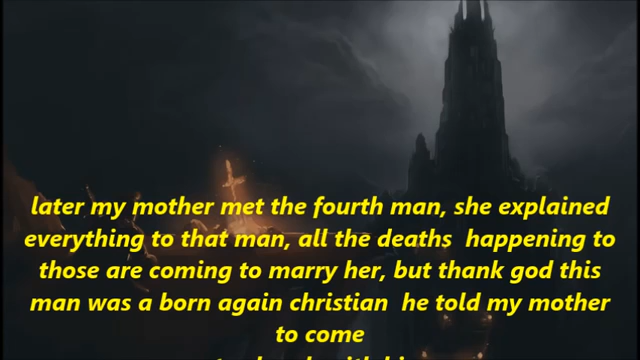 later my mother met the fourth man, she explained
everything to that man, all the deaths  happening to
those are coming to marry her, but thank god this
man was a born again christian  he told my mother
to come